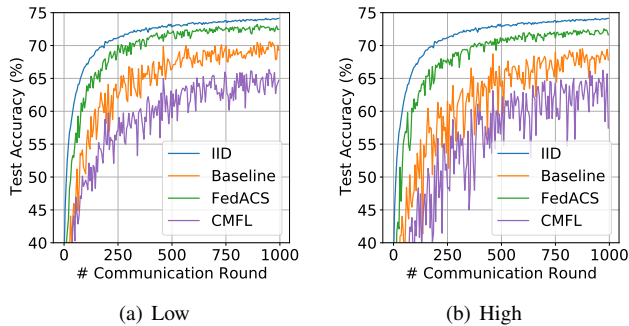 75
70
65
60
55
50
45
40
Test Accuracy (%)
IID
Baseline
FedACS
CMFL
0 250 500 750 1000
# Communication Round
(a) Low
75
70
65
60
55
50
45
40
Test Accuracy (%)
IID
Baseline
FedACS
CMFL
0 250 500 750 1000
# Communication Round
(b) High